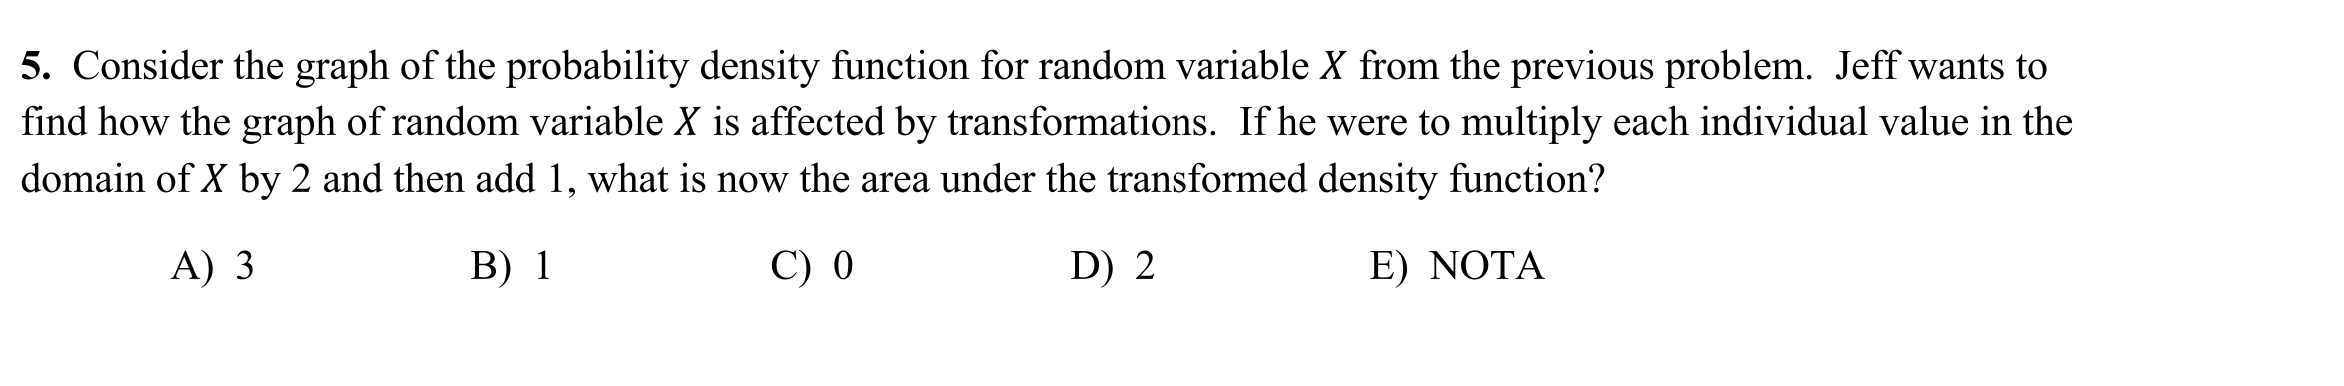 5. Consider the graph of the probability density function for random variable X from the previous problem. Jeff wants to
find how the graph of random variable X is affected by transformations. If he were to multiply each individual value in the
domain of X by 2 and then add 1, what is now the area under the transformed density function?
A) 3 B) 1 C) 0 D) 2 E) NOTA